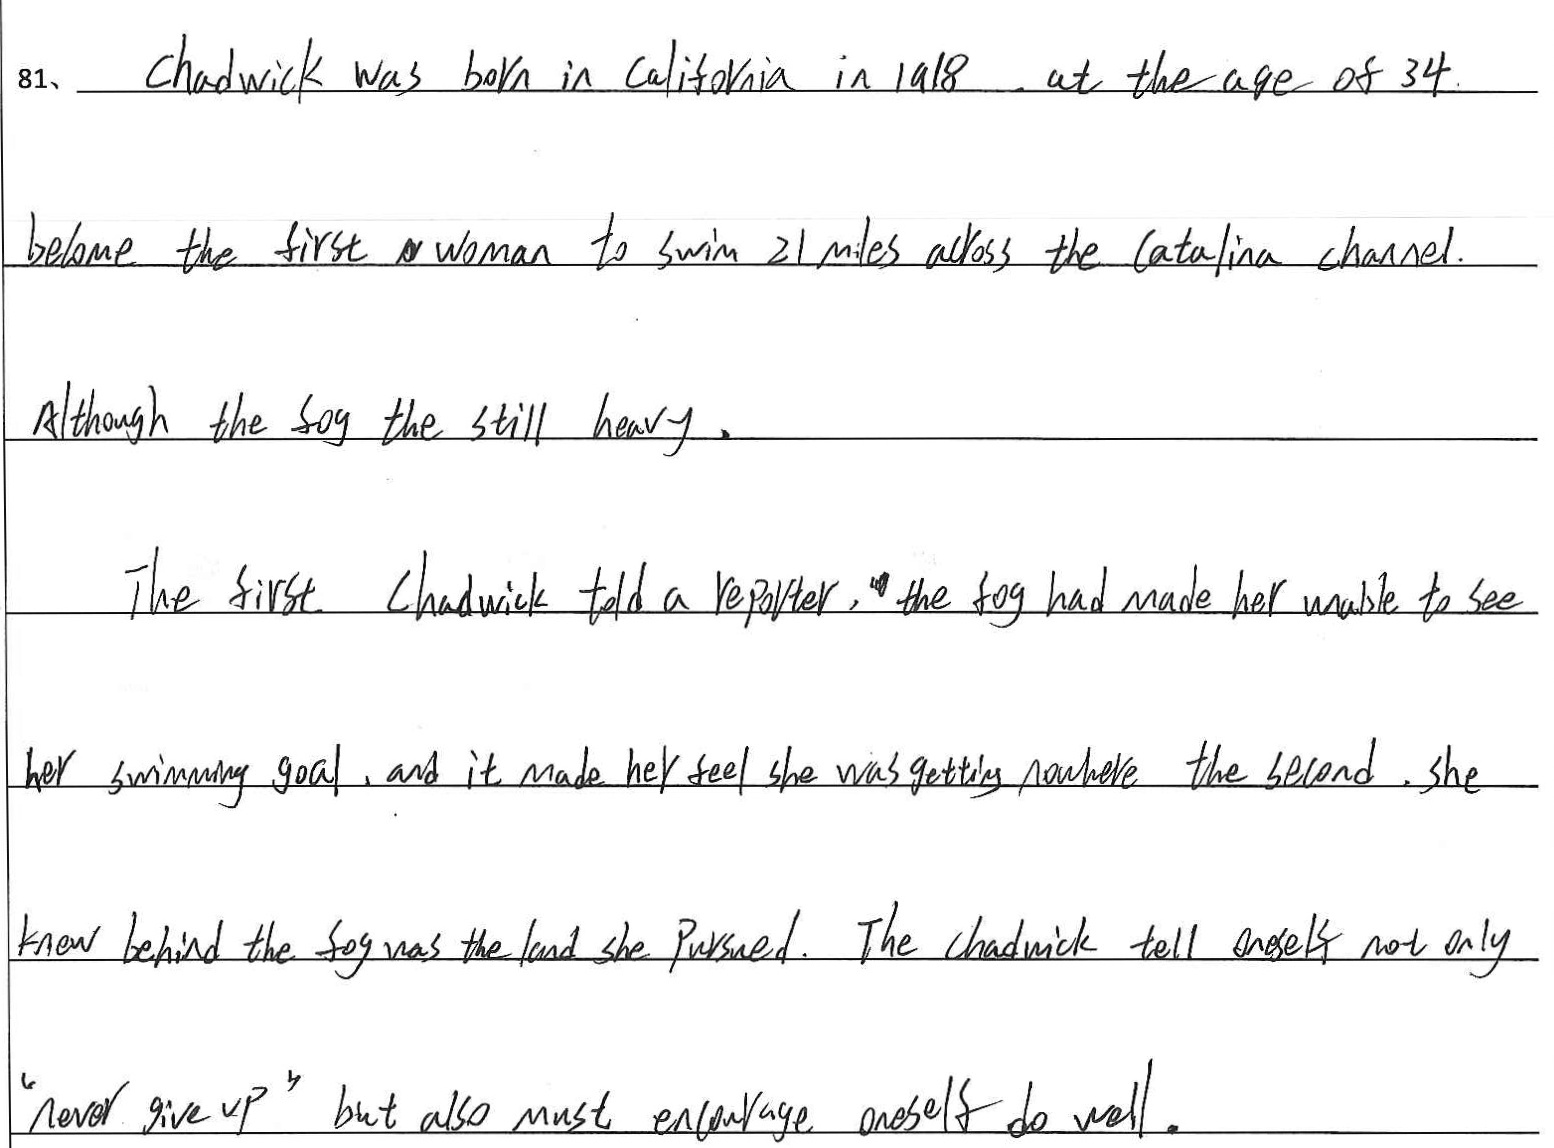 81、 Chadwick was born in California in 1918. at the age of 34.
become the first woman to swim 21 miles across the Catalina channel.
Although the fog the still heavy.
The first Chadwick told a reporter, "the fog had made her unable to see
her swimming goal, and it made her feel she was getting nowhere the second. she
know behind the fog was the land she pursued. The chadwick tell oneself not only
"never give up" but also must encourage oneself do well.